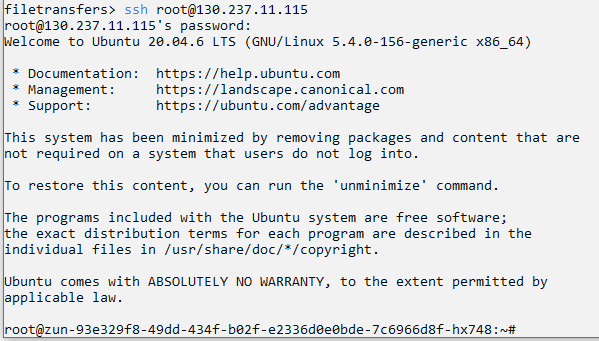 filetransfers> ssh root@130.237.11.115
root@130.237.11.115's password:
Welcome to Ubuntu 20.04.6 LTS (GNU/Linux 5.4.0-156-generic x86_64)
* Documentation: https://help.ubuntu.com
* Management: https://landscape.canonical.com
* Support: https://ubuntu.com/advantage
This system has been minimized by removing packages and content that are
not required on a system that users do not log into.
To restore this content, you can run the 'unminimize' command.
The programs included with the Ubuntu system are free software;
the exact distribution terms for each program are described in the
individual files in /usr/share/doc/*/copyright.
Ubuntu comes with ABSOLUTELY NO WARRANTY, to the extent permitted by
applicable law.
root@zun-93e329f8-49dd-434f-b02f-e2336d0e0bde-7c6966d8f-hx748:~#